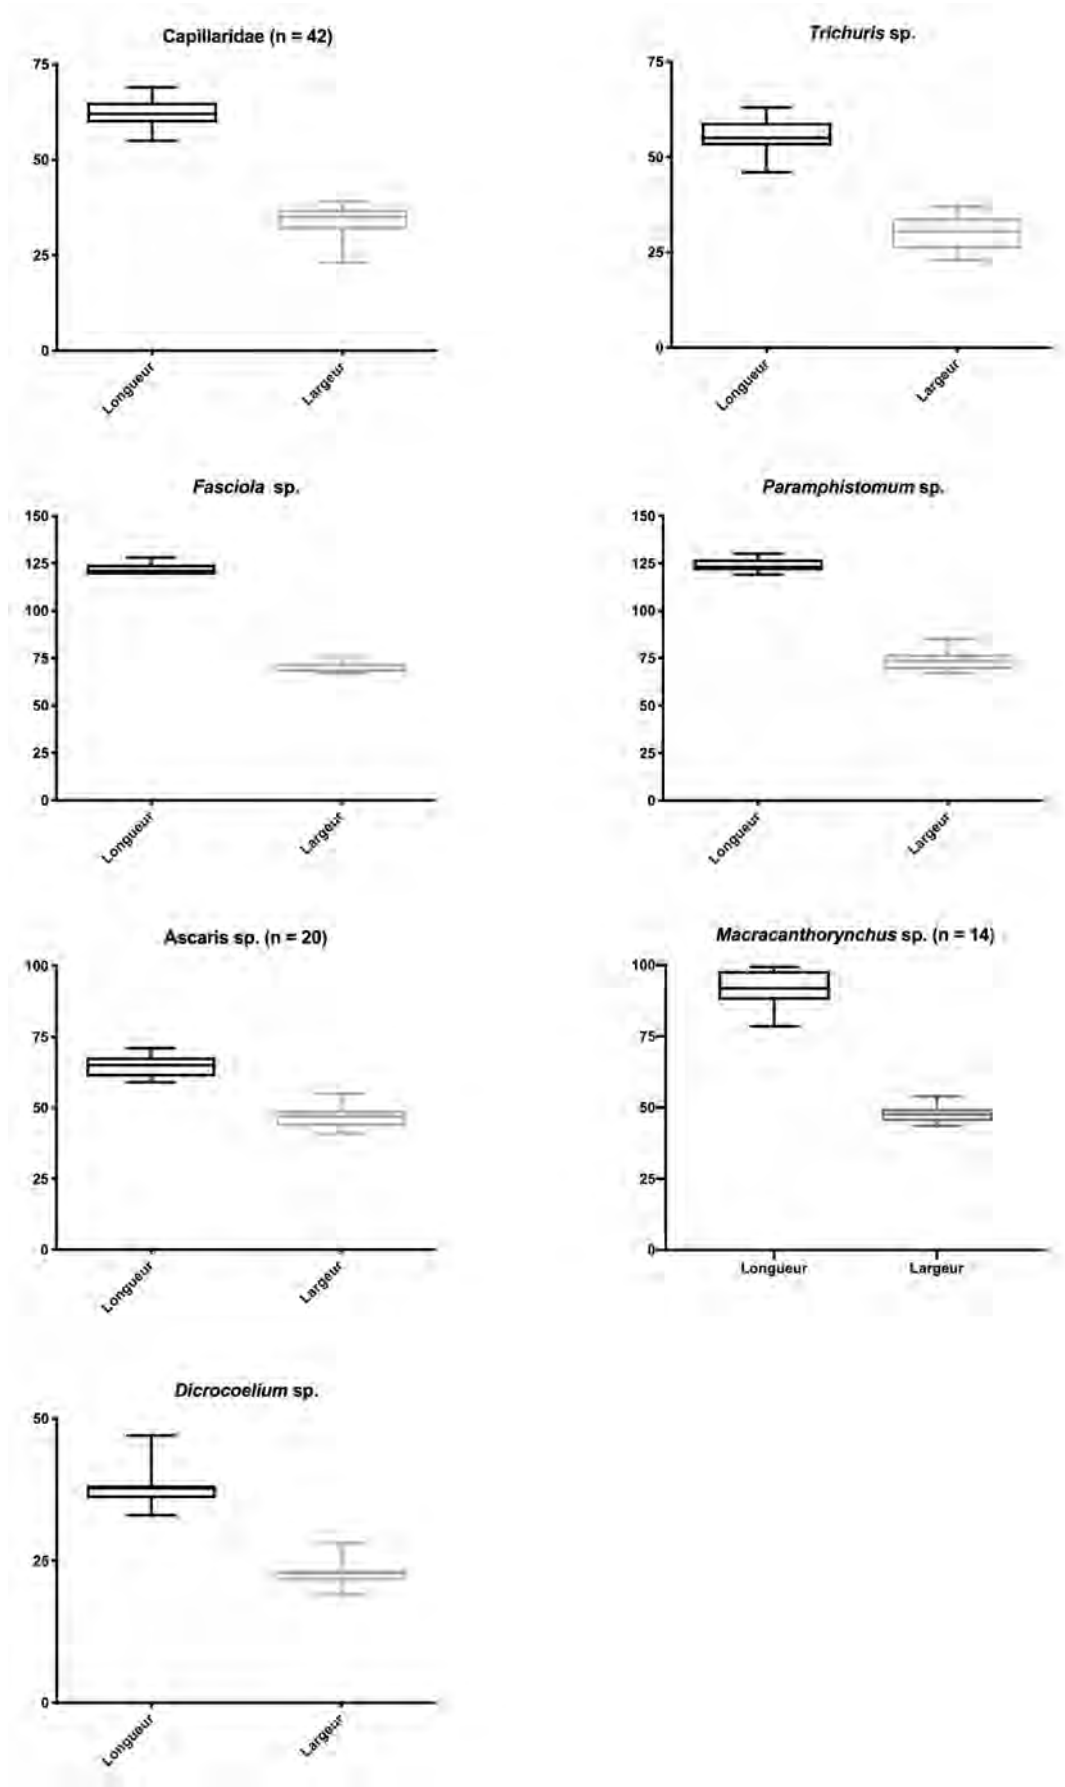 Capillaridae (n = 42)
75
50
25
0
Longueur
Largeur
Trichuris sp.
75
50
25
0
Longueur
Largeur
Fasciola sp.
150
125
100
75
50
25
0
Longueur
Largeur
Paramphistomum sp.
150
125
100
75
50
25
0
Longueur
Largeur
Ascaris sp. (n = 20)
100
75
50
25
0
Longueur
Largeur
Macracanthorynchus sp. (n = 14)
100
75
50
25
0
Longueur
Largeur
Dicrocoelium sp.
50
25
0
Longueur
Largeur